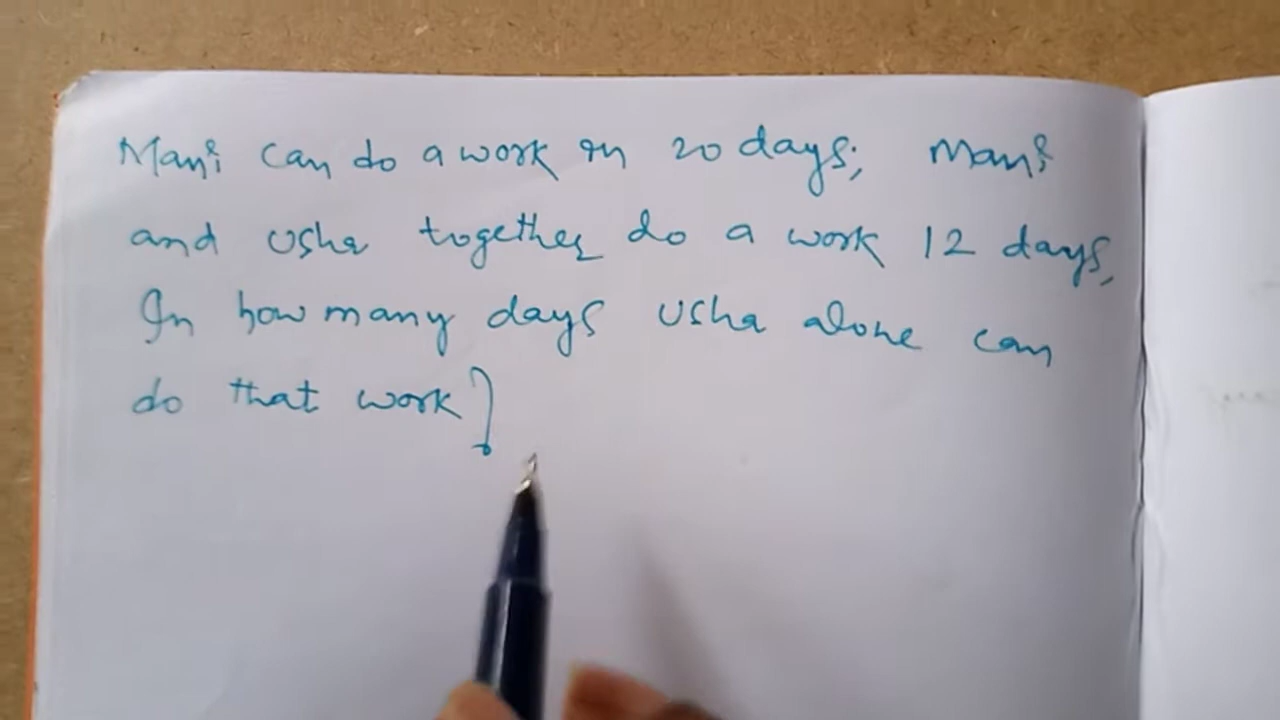 Mani can do a work in 20 days; Mani
and Usha together do a work 12 days,
In how many days Usha alone can
do that work?